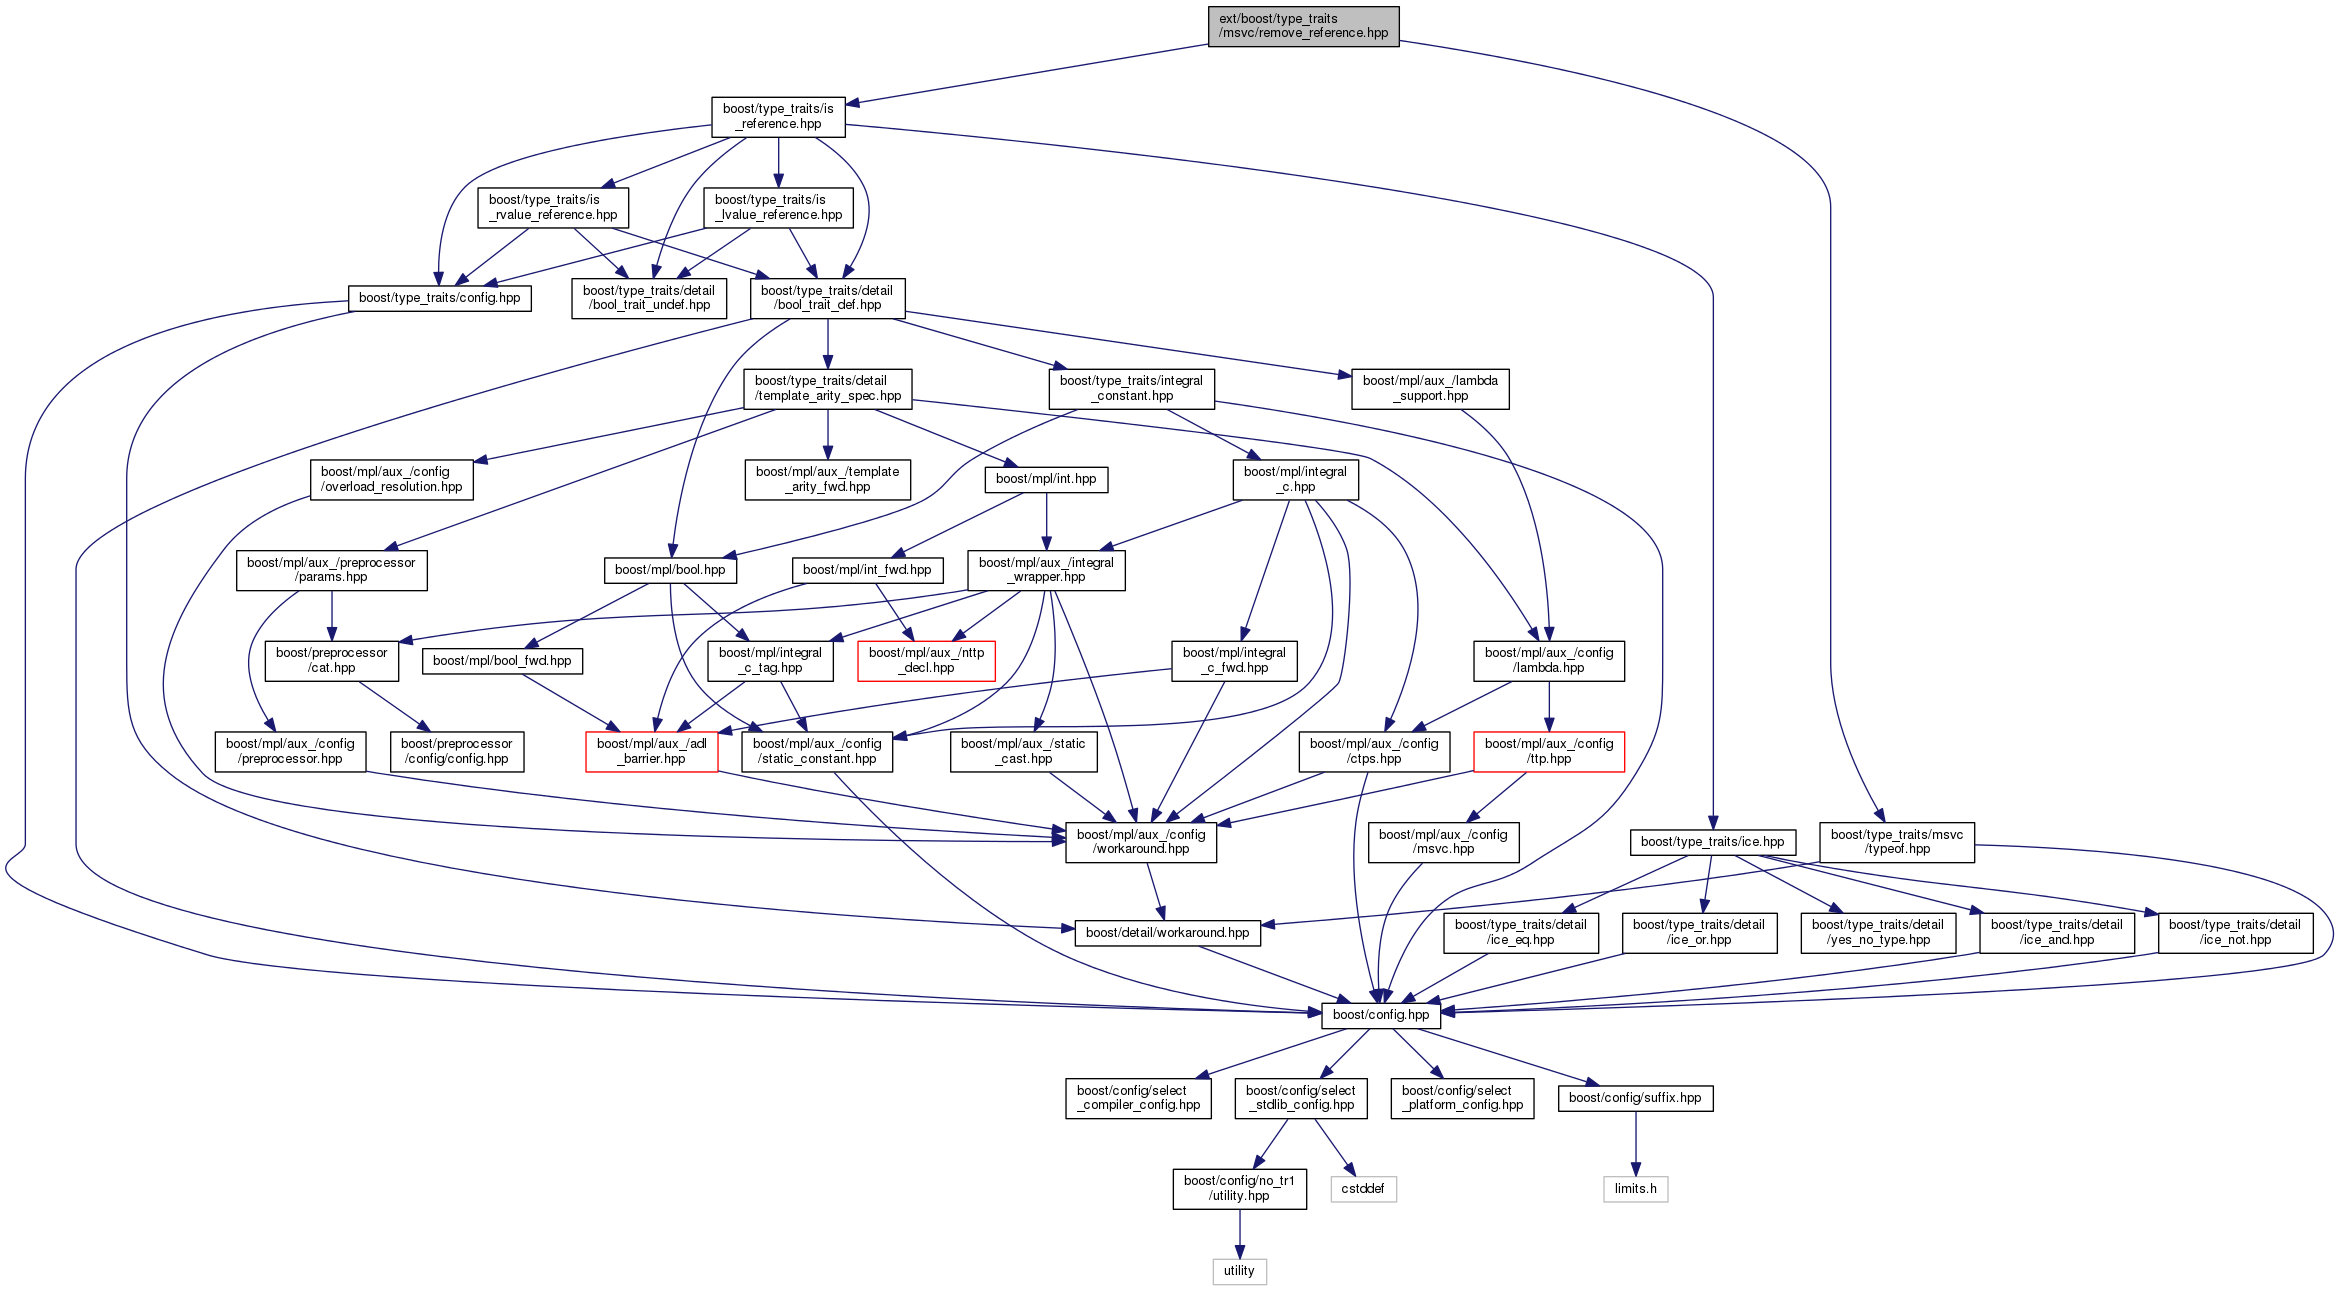 ext/boost/type_traits
/msvc/remove_reference.hpp
boost/type_traits/is
_reference.hpp
boost/type_traits/is
_rvalue_reference.hpp
boost/type_traits/is
_lvalue_reference.hpp
boost/type_traits/config.hpp
boost/type_traits/detail
/bool_trait_undef.hpp
boost/type_traits/detail
/bool_trait_def.hpp
boost/type_traits/detail
/template_arity_spec.hpp
boost/type_traits/integral
_constant.hpp
boost/mpl/aux_/lambda
_support.hpp
boost/mpl/aux_/config
/overload_resolution.hpp
boost/mpl/aux_/template
_arity_fwd.hpp
boost/mpl/int.hpp
boost/mpl/integral
_c.hpp
boost/mpl/aux_/preprocessor
/params.hpp
boost/mpl/bool.hpp
boost/mpl/int_fwd.hpp
boost/mpl/aux_/integral
_wrapper.hpp
boost/preprocessor
/cat.hpp
boost/mpl/bool_fwd.hpp
boost/mpl/integral
_c_tag.hpp
boost/mpl/aux_/nttp
_decl.hpp
boost/mpl/integral
_c_fwd.hpp
boost/mpl/aux_/config
/lambda.hpp
boost/mpl/aux_/config
/preprocessor.hpp
boost/preprocessor
/config/config.hpp
boost/mpl/aux_/adl
_barrier.hpp
boost/mpl/aux_/config
/static_constant.hpp
boost/mpl/aux_/static
_cast.hpp
boost/mpl/aux_/config
/ctps.hpp
boost/mpl/aux_/config
/ttp.hpp
boost/mpl/aux_/config
/workaround.hpp
boost/mpl/aux_/config
/msvc.hpp
boost/type_traits/ice.hpp
boost/type_traits/msvc
/typeof.hpp
boost/detail/workaround.hpp
boost/type_traits/detail
/ice_eq.hpp
boost/type_traits/detail
/ice_or.hpp
boost/type_traits/detail
/yes_no_type.hpp
boost/type_traits/detail
/ice_and.hpp
boost/type_traits/detail
/ice_not.hpp
boost/config.hpp
boost/config/select
_compiler_config.hpp
boost/config/select
_stdlib_config.hpp
boost/config/select
_platform_config.hpp
boost/config/suffix.hpp
boost/config/no_tr1
/utility.hpp
cstddef
limits.h
utility